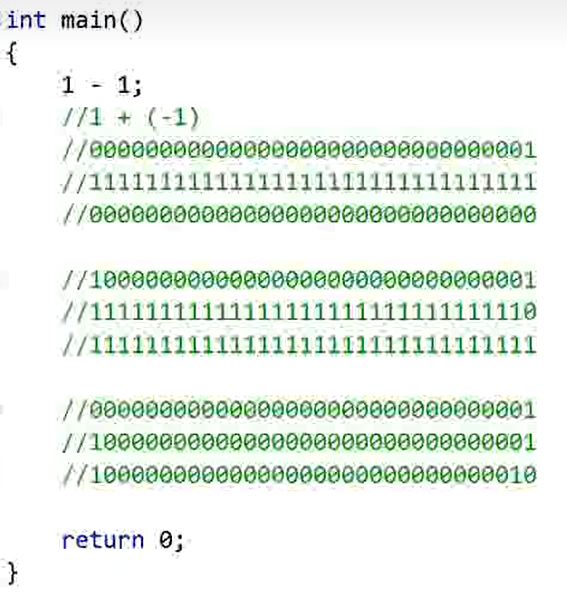 int main()
{
1 - 1;
//1 + (-1)
//00000000000000000000000000000001
//11111111111111111111111111111111
//00000000000000000000000000000000
//10000000000000000000000000000001
//11111111111111111111111111111110
//11111111111111111111111111111111
//00000000000000000000000000000001
//10000000000000000000000000000001
//10000000000000000000000000000010
return 0;
}